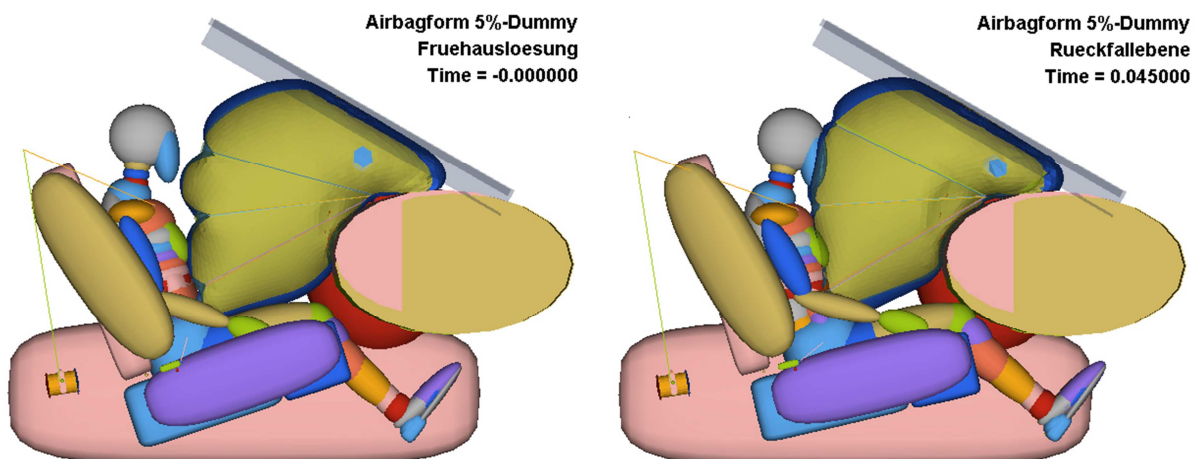 Airbagform 5%-Dummy
Fruehausloesung
Time = -0.000000
Airbagform 5%-Dummy
Rueckfallebene
Time = 0.045000